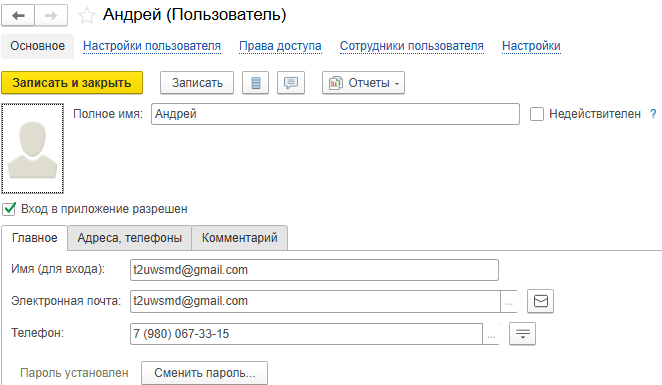 Андрей (Пользователь)
Основное Настройки пользователя Права доступа Сотрудники пользователя Настройки
Записать и закрыть Записать Отчеты
Полное имя: Андрей Недействителен ?
Вход в приложение разрешен
Главное Адреса, телефоны Комментарий
Имя (для входа): t2uwsmd@gmail.com
Электронная почта: t2uwsmd@gmail.com ...
Телефон: 7 (980) 067-33-15 ...
Пароль установлен Сменить пароль...